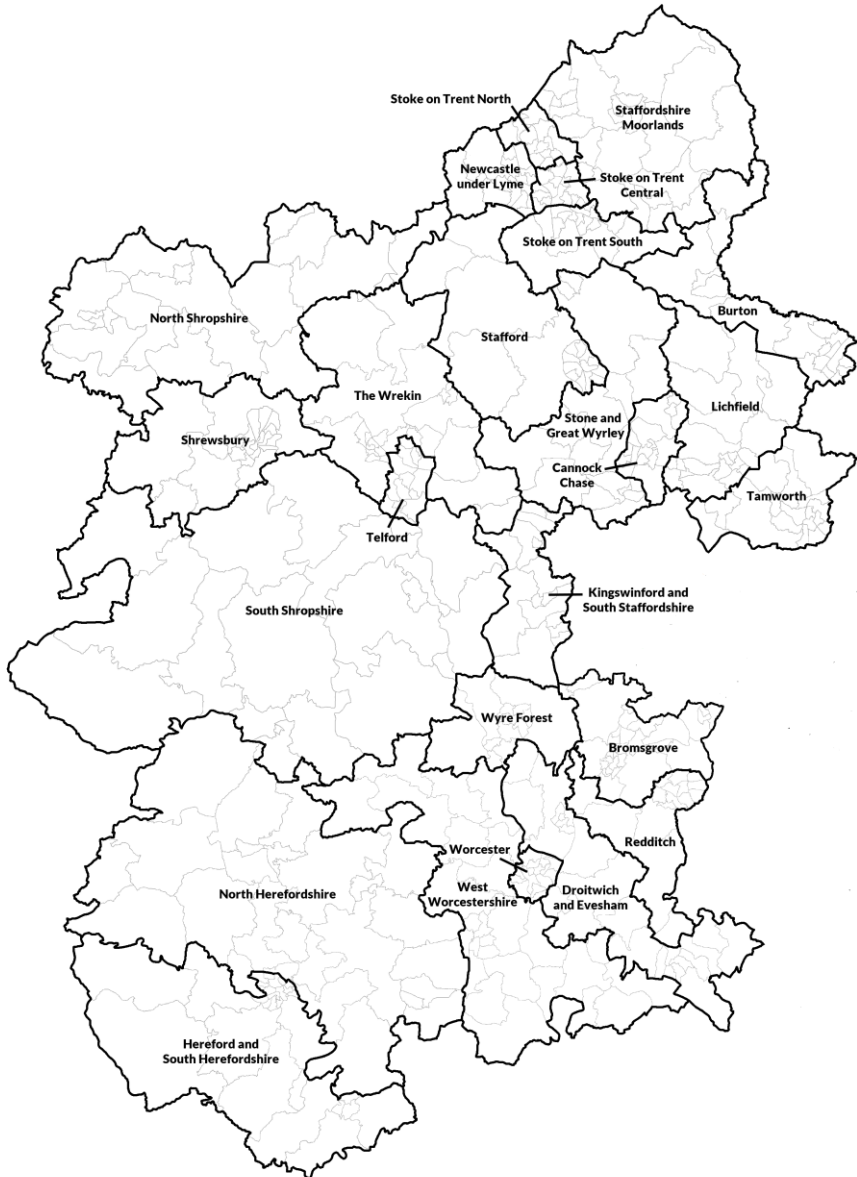 Stoke on Trent North
Staffordshire
Moorlands
Newcastle
under Lyme
Stoke on Trent
Central
Stoke on Trent South
North Shropshire
Burton
Stafford
The Wrekin
Lichfield
Stone and
Great Wyrley
Shrewsbury
Cannock
Chase
Tamworth
Telford
Kingswinford and
South Staffordshire
South Shropshire
Wyre Forest
Bromsgrove
Redditch
Worcester
West
Worcestershire
Droitwich
and Evesham
North Herefordshire
Hereford and
South Herefordshire